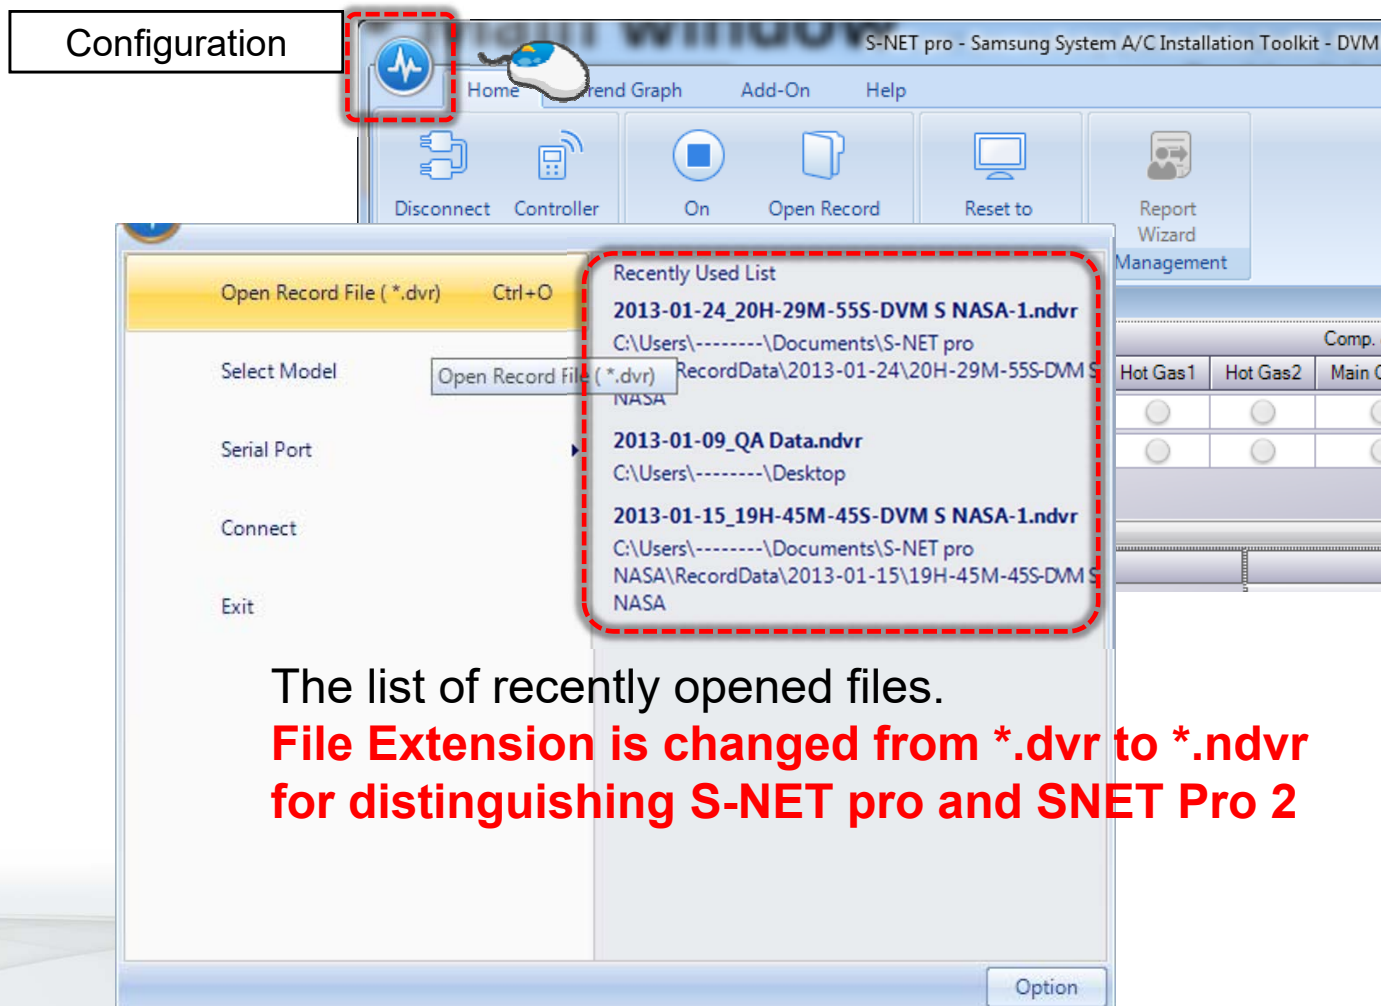 Configuration
* Main window
S-NET pro - Samsung System A/C Installation Toolkit - DVM
Home Trend Graph Add-On Help
Disconnect Controller On Open Record Reset to Report
Wizard
Management
Open Record File ( *.dvr) Ctrl+O
Select Model
Open Record File ( *.dvr)
Serial Port
Connect
Exit
Recently Used List
2013-01-24_20H-29M-55S-DVM S NASA-1.ndvr
C:\Users\--------\Documents\S-NET pro
RecordData\2013-01-24\20H-29M-55S-DVM S
NASA
2013-01-09_QA Data.ndvr
C:\Users\--------\Desktop
2013-01-15_19H-45M-45S-DVM S NASA-1.ndvr
C:\Users\--------\Documents\S-NET pro
NASA\RecordData\2013-01-15\19H-45M-45S-DVM S
NASA
Comp.
Hot Gas1 Hot Gas2 Main
The list of recently opened files.
File Extension is changed from *.dvr to *.ndvr
for distinguishing S-NET pro and SNET Pro 2
Option